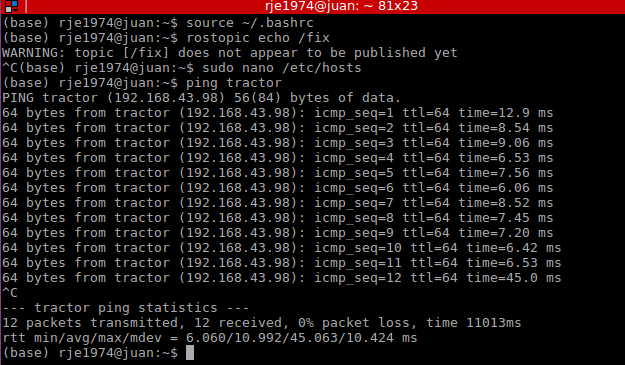 rje1974@juan: ~ 81x23
(base) rje1974@juan:~$ source ~/.bashrc
(base) rje1974@juan:~$ rostopic echo /fix
WARNING: topic [/fix] does not appear to be published yet
^C(base) rje1974@juan:~$ sudo nano /etc/hosts
(base) rje1974@juan:~$ ping tractor
PING tractor (192.168.43.98) 56(84) bytes of data.
64 bytes from tractor (192.168.43.98): icmp_seq=1 ttl=64 time=12.9 ms
64 bytes from tractor (192.168.43.98): icmp_seq=2 ttl=64 time=8.54 ms
64 bytes from tractor (192.168.43.98): icmp_seq=3 ttl=64 time=9.06 ms
64 bytes from tractor (192.168.43.98): icmp_seq=4 ttl=64 time=6.53 ms
64 bytes from tractor (192.168.43.98): icmp_seq=5 ttl=64 time=7.56 ms
64 bytes from tractor (192.168.43.98): icmp_seq=6 ttl=64 time=6.06 ms
64 bytes from tractor (192.168.43.98): icmp_seq=7 ttl=64 time=8.52 ms
64 bytes from tractor (192.168.43.98): icmp_seq=8 ttl=64 time=7.45 ms
64 bytes from tractor (192.168.43.98): icmp_seq=9 ttl=64 time=7.20 ms
64 bytes from tractor (192.168.43.98): icmp_seq=10 ttl=64 time=6.42 ms
64 bytes from tractor (192.168.43.98): icmp_seq=11 ttl=64 time=6.53 ms
64 bytes from tractor (192.168.43.98): icmp_seq=12 ttl=64 time=45.0 ms
^C
--- tractor ping statistics ---
12 packets transmitted, 12 received, 0% packet loss, time 11013ms
rtt min/avg/max/mdev = 6.060/10.992/45.063/10.424 ms
(base) rje1974@juan:~$